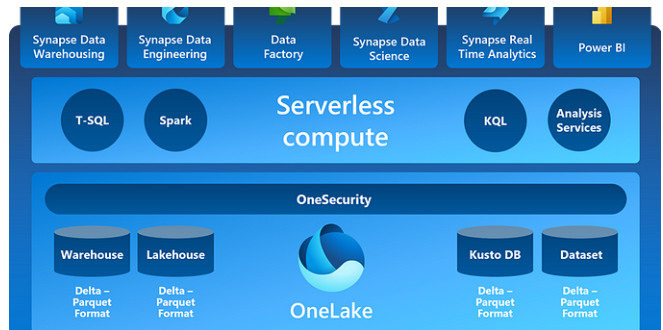 Synapse Data
Warehousing
Synapse Data
Engineering
Data
Factory
Synapse Data
Science
Synapse Real
Time Analytics
Power BI
T-SQL
Spark
Serverless
compute
KQL
Analysis
Services
OneSecurity
Warehouse
Lakehouse
Kusto DB
Dataset
Delta –
Parquet
Format
Delta –
Parquet
Format
OneLake
Delta –
Parquet
Format
Delta –
Parquet
Format